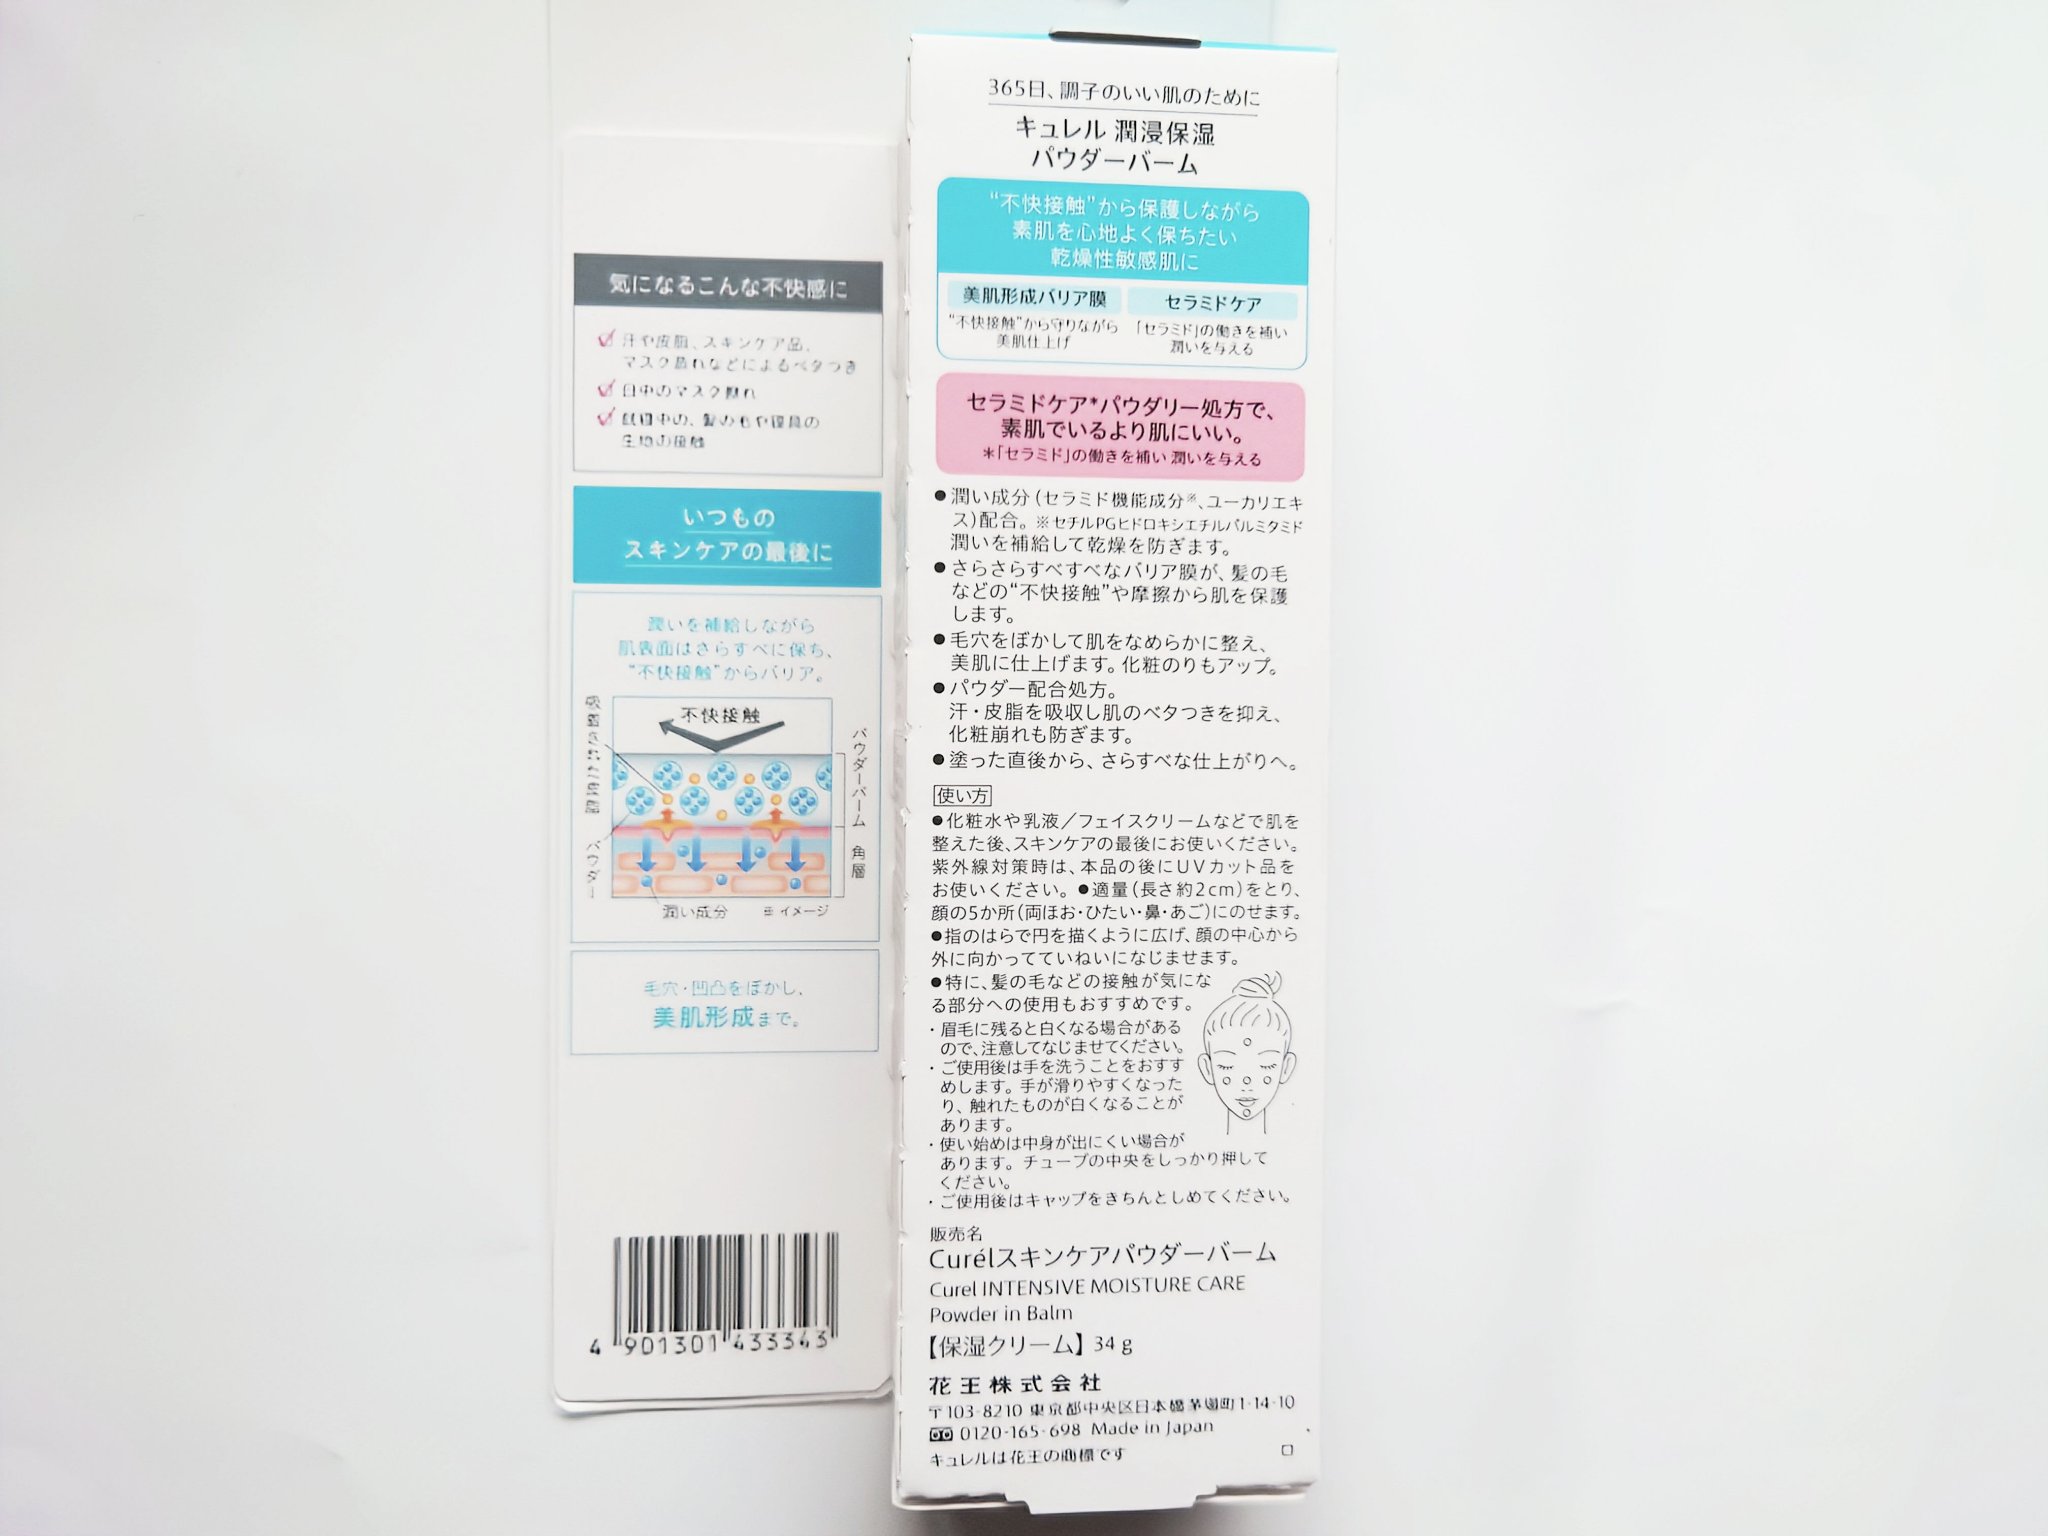 気になるこんな不快感に
汗や皮脂、スキンケア品、
マスク蒸れなどによるベタつき
日中のマスク擦れ
就寝中の、髪の毛や寝具の
生地の接触
いつもの
スキンケアの最後に
潤いを補給しながら
肌表面はさらすべに保ち、
“不快接触”からバリア。
不快接触
パウダーバーム
角層
パウダー
潤い成分
※イメージ
毛穴・凹凸をぼかし、
美肌形成まで。
4 901301 433343
365日、調子のいい肌のために
キュレル 潤浸保湿
パウダーバーム
“不快接触”から保護しながら
素肌を心地よく保ちたい
乾燥性敏感肌に
美肌形成バリア膜
“不快接触”から守りながら
美肌仕上げ
セラミドケア
「セラミド」の働きを補い
潤いを与える
セラミドケア*パウダリー処方で、
素肌でいるより肌にいい。
*「セラミド」の働きを補い 潤いを与える
●潤い成分(セラミド機能成分※、ユーカリエキ
ス)配合。※セチルPGヒドロキシエチルパルミタミド
潤いを補給して乾燥を防ぎます。
●さらさらすべすべなバリア膜が、髪の毛
などの“不快接触”や摩擦から肌を保護
します。
●毛穴をぼかして肌をなめらかに整え、
美肌に仕上げます。化粧のりもアップ。
●パウダー配合処方。
汗・皮脂を吸収し肌のベタつきを抑え、
化粧崩れも防ぎます。
●塗った直後から、さらすべな仕上がりへ。
使い方
●化粧水や乳液/フェイスクリームなどで肌を
整えた後、スキンケアの最後にお使いください。
紫外線対策時は、本品の後にUVカット品を
お使いください。●適量(長さ約2cm)をとり、
顔の5か所(両ほお・ひたい・鼻・あご)にのせます。
●指のはらで円を描くように広げ、顔の中心から
外に向かってていねいになじませます。
●特に、髪の毛などの接触が気にな
る部分への使用もおすすめです。
・眉毛に残ると白くなる場合がある
ので、注意してなじませてください。
・ご使用後は手を洗うことをおすす
めします。手が滑りやすくなった
り、触れたものが白くなることが
あります。
・使い始めは中身が出にくい場合が
あります。チューブの中央をしっかり押して
ください。
・ご使用後はキャップをきちんとしめてください。
販売名
Curélスキンケアパウダーバーム
Curel INTENSIVE MOISTURE CARE
Powder in Balm
【保湿クリーム】34 g
花王株式会社
〒103-8210 東京都中央区日本橋茅場町1-14-10
0120-165-698 Made in Japan
キュレルは花王の商標です